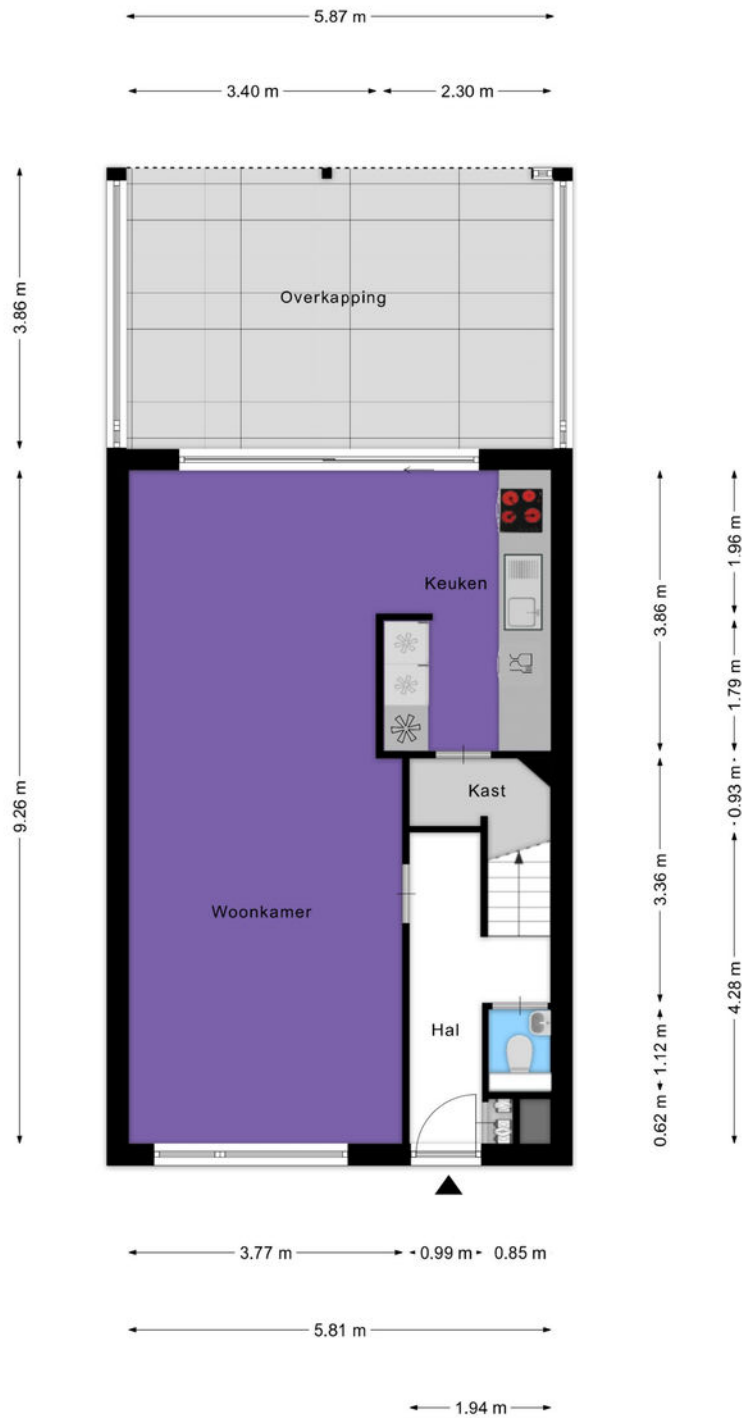 5.87 m
3.40 m
2.30 m
3.86 m
Overkapping
9.26 m
Keuken
3.86 m
1.96 m
1.79 m
Kast
0.93 m
3.36 m
Woonkamer
4.28 m
Hal
1.12 m
0.62 m
3.77 m
0.99 m
0.85 m
5.81 m
1.94 m